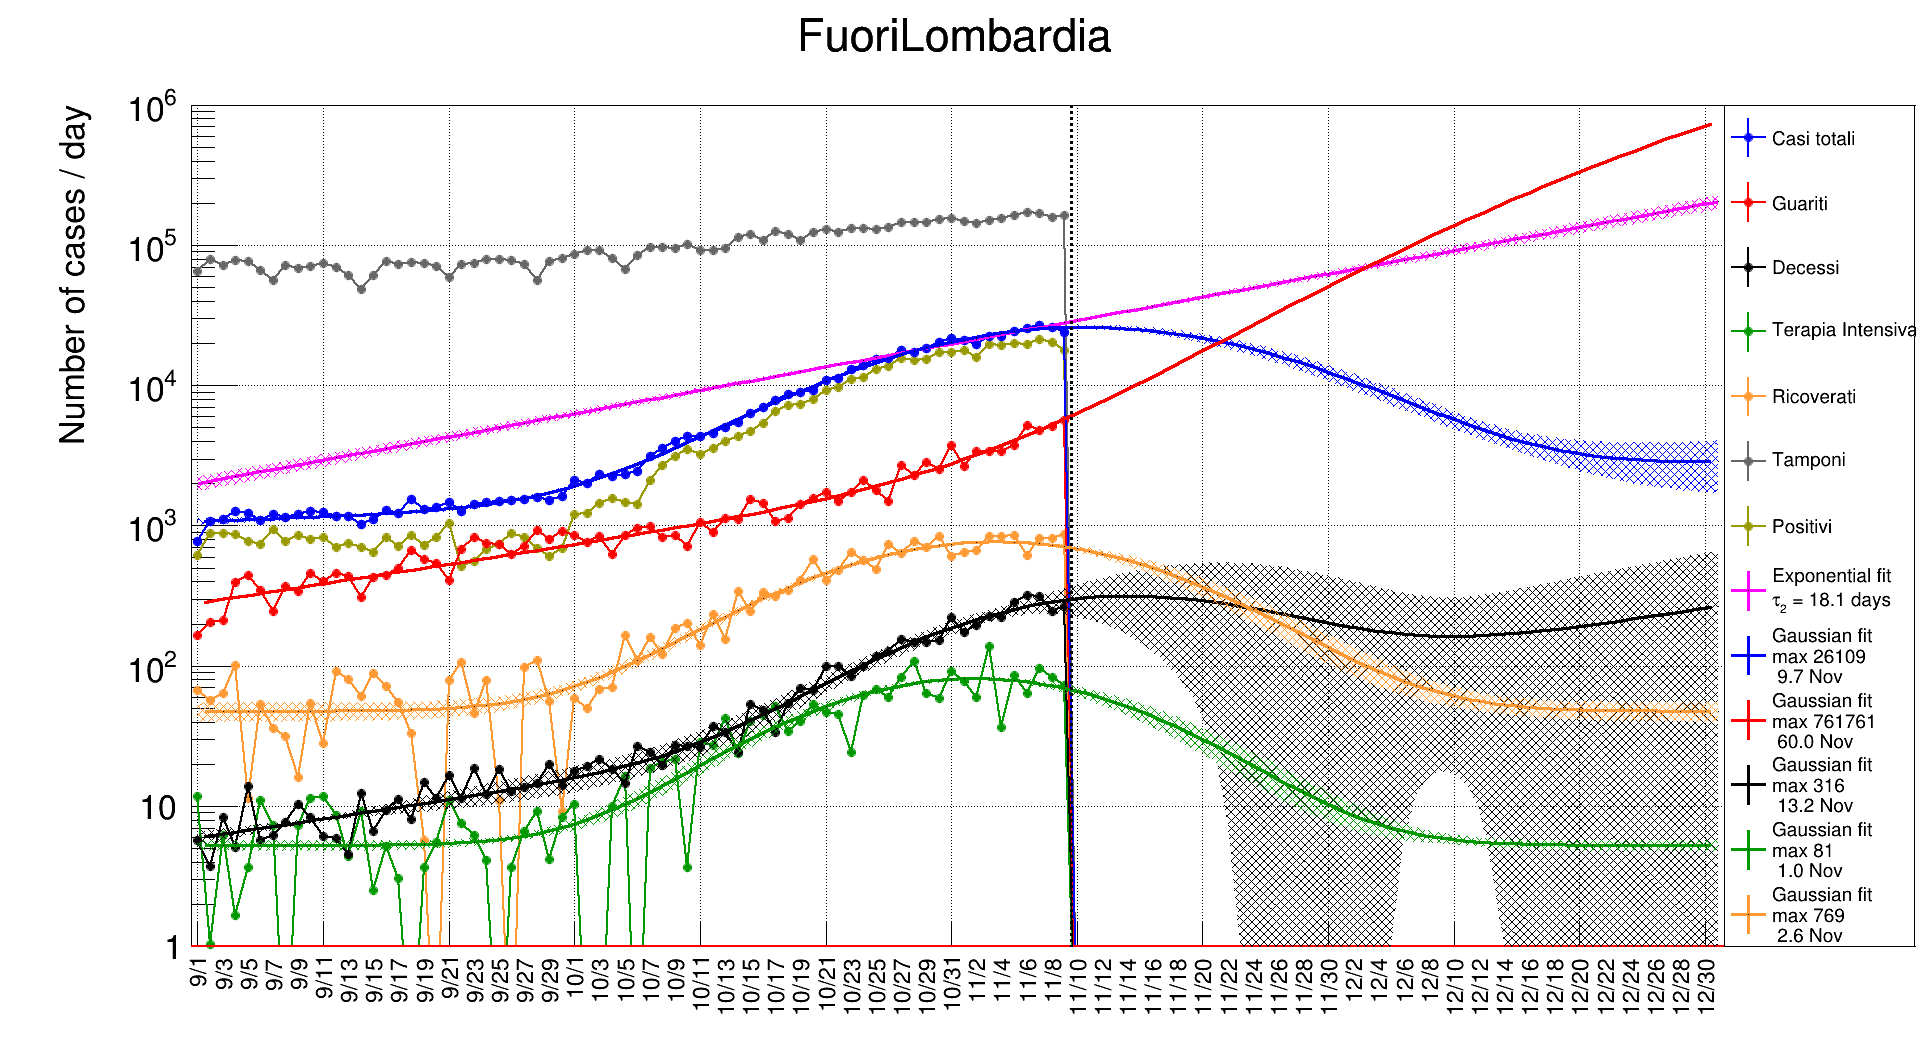 FuoriLombardia
Number of cases / day
10^6
10^5
10^4
10^3
10^2
10
1
9/1
9/3
9/5
9/7
9/9
9/11
9/13
9/15
9/17
9/19
9/21
9/23
9/25
9/27
9/29
10/1
10/3
10/5
10/7
10/9
10/11
10/13
10/15
10/17
10/19
10/21
10/23
10/25
10/27
10/29
10/31
11/2
11/4
11/6
11/8
11/10
11/12
11/14
11/16
11/18
11/20
11/22
11/24
11/26
11/28
11/30
12/2
12/4
12/6
12/8
12/10
12/12
12/14
12/16
12/18
12/20
12/22
12/24
12/26
12/28
12/30
Casi totali
Guariti
Decessi
Terapia Intensiva
Ricoverati
Tamponi
Positivi
Exponential fit
τ₂ = 18.1 days
Gaussian fit
max 26109
9.7 Nov
Gaussian fit
max 761761
60.0 Nov
Gaussian fit
max 316
13.2 Nov
Gaussian fit
max 81
1.0 Nov
Gaussian fit
max 769
2.6 Nov